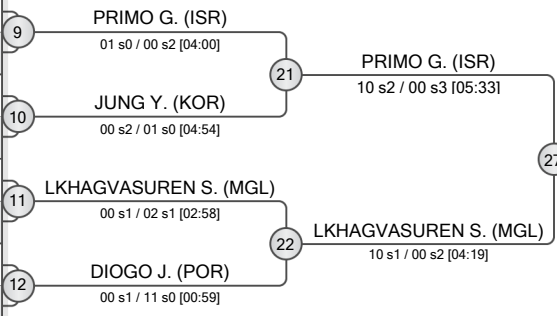 PRIMO G. (ISR)
9
01 s0 / 00 s2 [04:00]
21
PRIMO G. (ISR)
10 s2 / 00 s3 [05:33]
JUNG Y. (KOR)
10
00 s2 / 01 s0 [04:54]
27
LKHAGVASUREN S. (MGL)
11
00 s1 / 02 s1 [02:58]
22
LKHAGVASUREN S. (MGL)
10 s1 / 00 s2 [04:19]
DIOGO J. (POR)
12
00 s1 / 11 s0 [00:59]